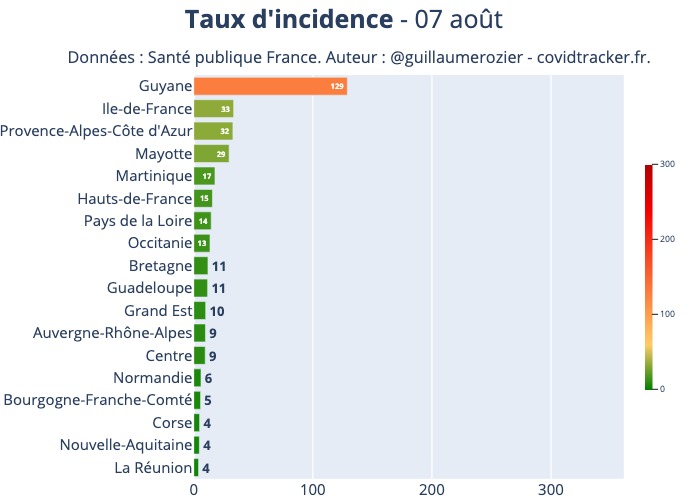 Taux d'incidence - 07 août
Données : Santé publique France. Auteur : @guillaumerozier - covidtracker.fr.
Guyane 129
Ile-de-France 33
Provence-Alpes-Côte d'Azur 32
Mayotte 29
Martinique 17
Hauts-de-France 15
Pays de la Loire 14
Occitanie 13
Bretagne 11
Guadeloupe 11
Grand Est 10
Auvergne-Rhône-Alpes 9
Centre 9
Normandie 6
Bourgogne-Franche-Comté 5
Corse 4
Nouvelle-Aquitaine 4
La Réunion 4
0 100 200 300
300
200
100
0